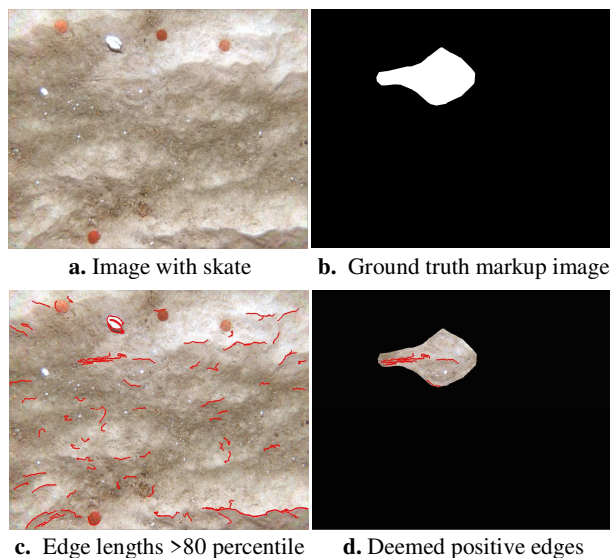 a. Image with skate
b. Ground truth markup image
c. Edge lengths >80 percentile
d. Deemed positive edges